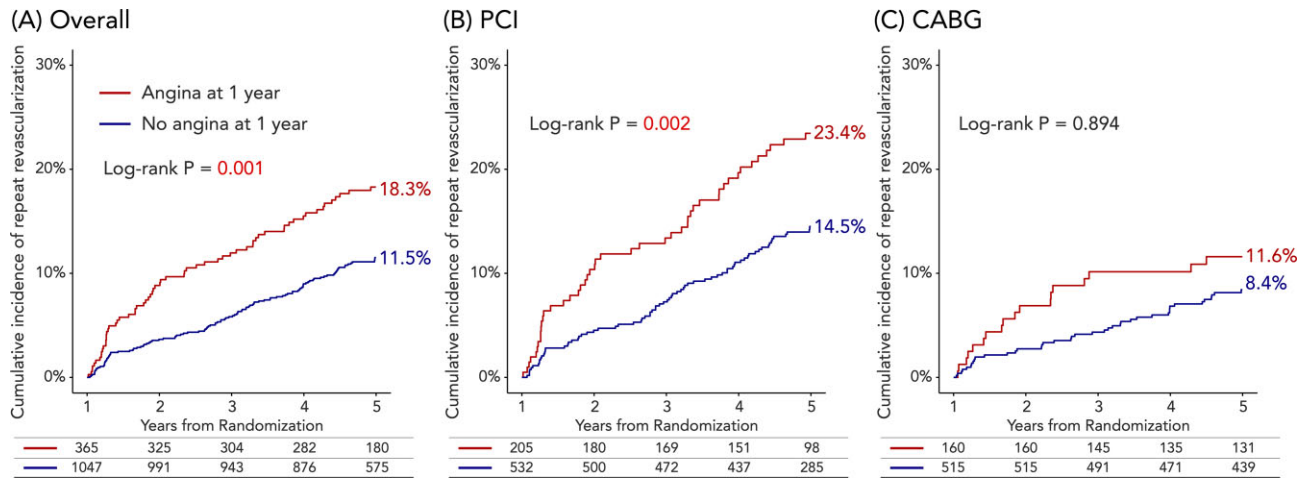 (A) Overall
Cumulative incidence of repeat revascularization
30%
20%
10%
0%
Angina at 1 year
No angina at 1 year
Log-rank P = 0.001
18.3%
11.5%
1 2 3 4 5
Years from Randomization
365 325 304 282 180
1047 991 943 876 575
(B) PCI
Cumulative incidence of repeat revascularization
30%
20%
10%
0%
Log-rank P = 0.002
23.4%
14.5%
1 2 3 4 5
Years from Randomization
205 180 169 151 98
532 500 472 437 285
(C) CABG
Cumulative incidence of repeat revascularization
30%
20%
10%
0%
Log-rank P = 0.894
11.6%
8.4%
1 2 3 4 5
Years from Randomization
160 160 145 135 131
515 515 491 471 439